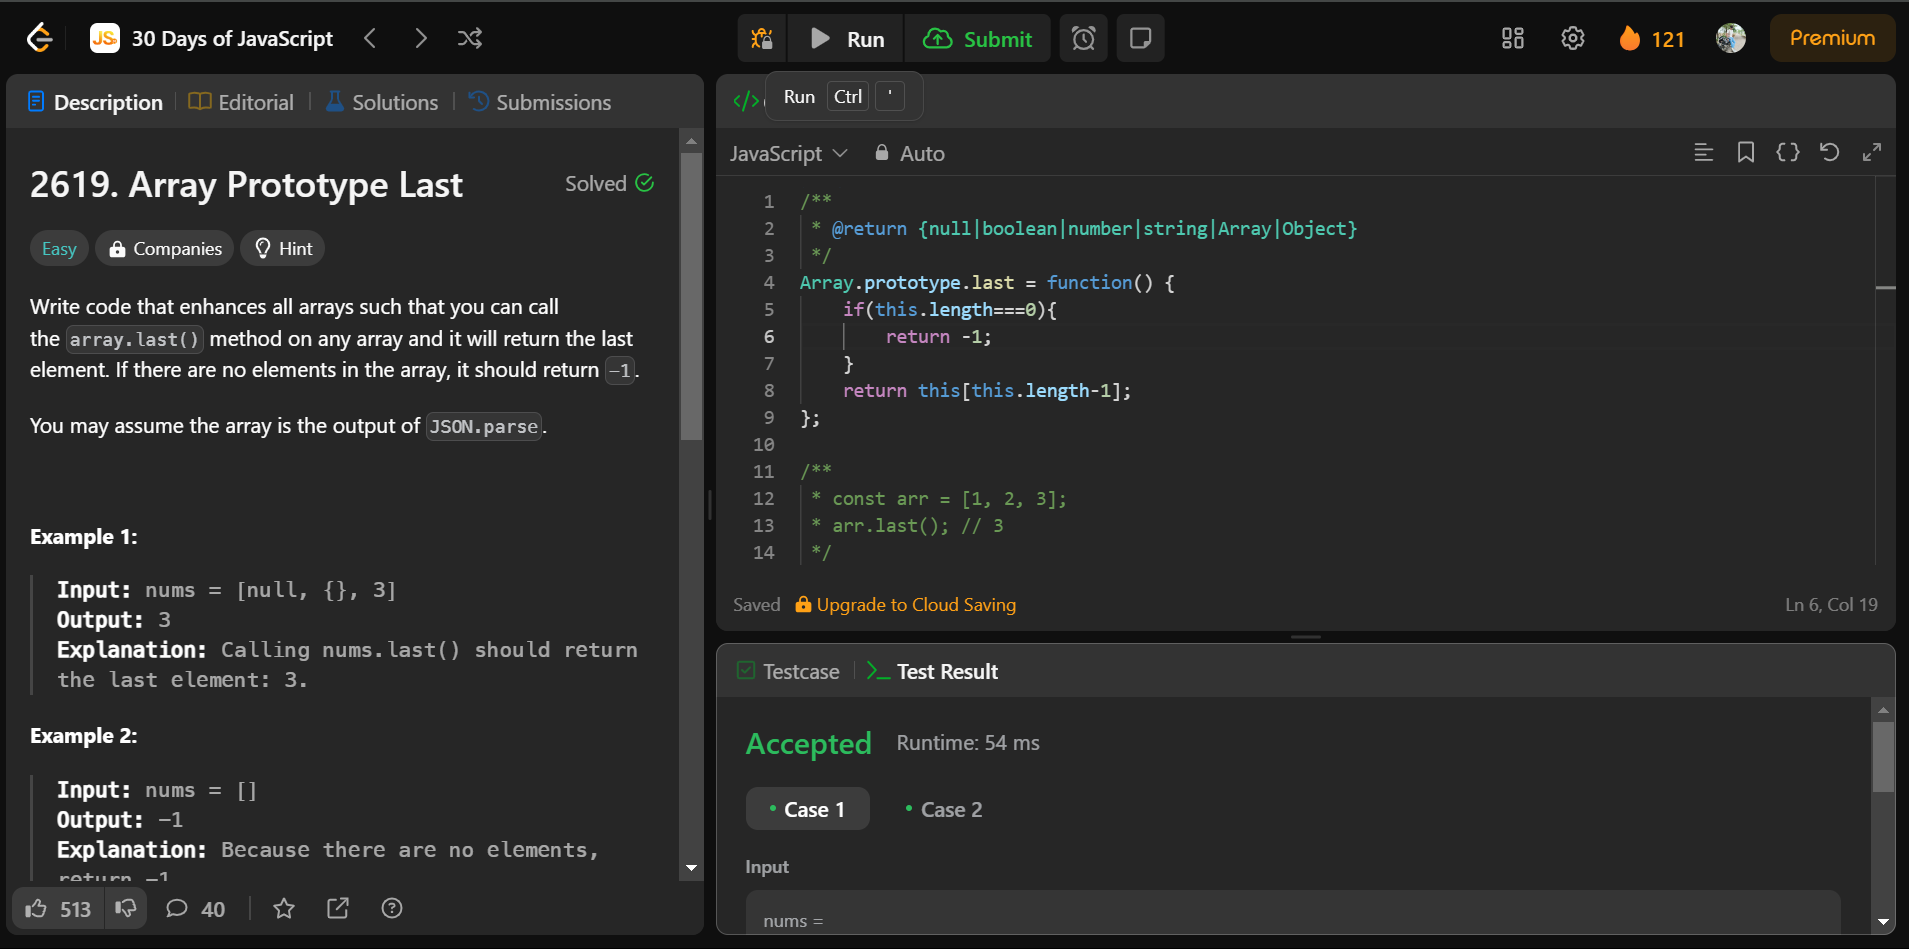 JS 30 Days of JavaScript
Run
Submit
121
Premium
Description
Editorial
Solutions
Submissions
2619. Array Prototype Last
Solved
Easy
Companies
Hint
Write code that enhances all arrays such that you can call
the array.last() method on any array and it will return the last
element. If there are no elements in the array, it should return -1.
You may assume the array is the output of JSON.parse.
Example 1:
Input: nums = [null, {}, 3]
Output: 3
Explanation: Calling nums.last() should return
the last element: 3.
Example 2:
Input: nums = []
Output: -1
Explanation: Because there are no elements,
return -1
513
40
</>
Run Ctrl '
JavaScript
Auto
1 /**
2 * @return {null|boolean|number|string|Array|Object}
3 */
4 Array.prototype.last = function() {
5 if(this.length===0){
6 return -1;
7 }
8 return this[this.length-1];
9 };
10
11 /**
12 * const arr = [1, 2, 3];
13 * arr.last(); // 3
14 */
Saved
Upgrade to Cloud Saving
Ln 6, Col 19
Testcase
Test Result
Accepted
Runtime: 54 ms
Case 1
Case 2
Input
nums =